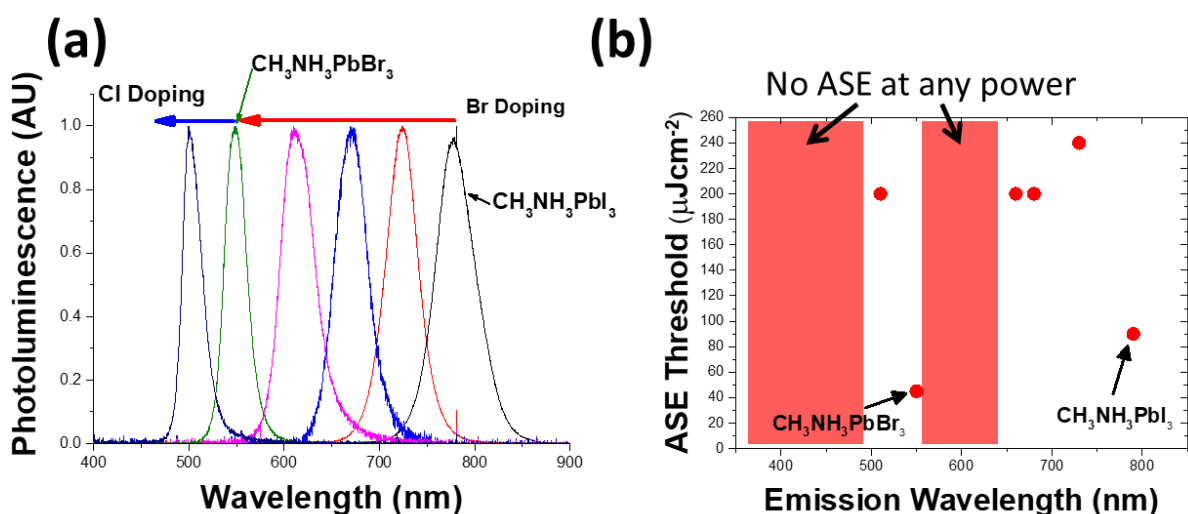 (a)
CH₃NH₃PbBr₃
Cl Doping
Br Doping
CH₃NH₃PbI₃
Photoluminescence (AU)
1.0
0.8
0.6
0.4
0.2
0.0
400 500 600 700 800 900
Wavelength (nm)
(b)
No ASE at any power
ASE Threshold (μJcm⁻²)
260
240
220
200
180
160
140
120
100
80
60
40
20
0
CH₃NH₃PbBr₃
CH₃NH₃PbI₃
400 500 600 700 800
Emission Wavelength (nm)